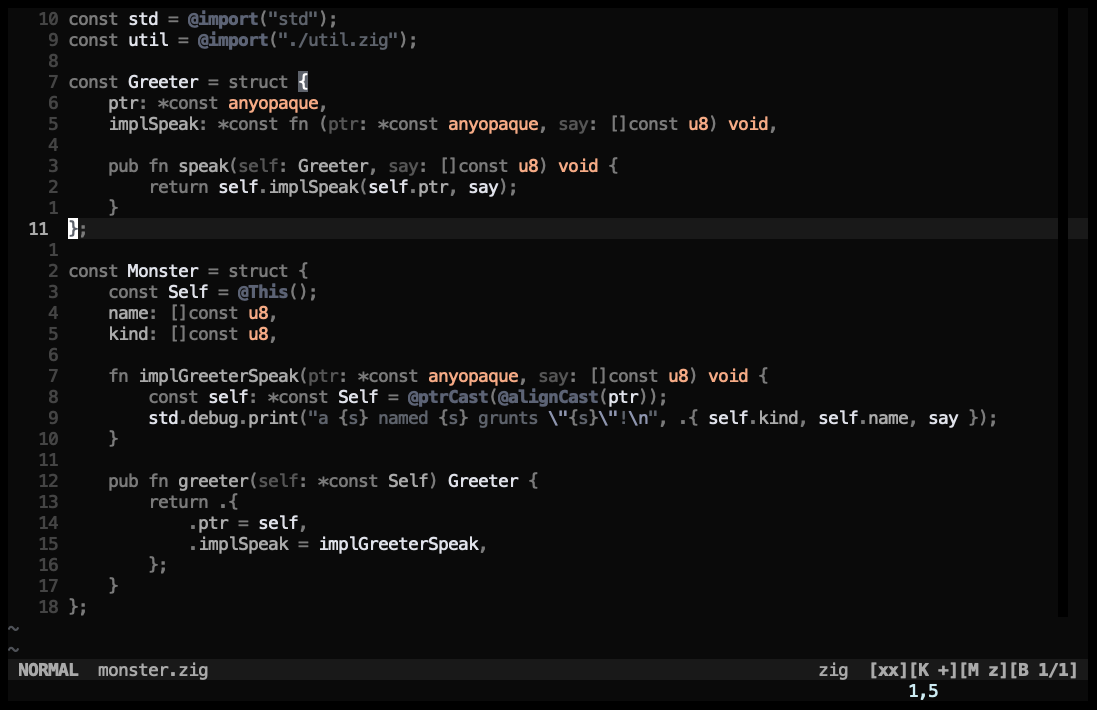 10 const std = @import("std");
9 const util = @import("./util.zig");
8
7 const Greeter = struct {
6     ptr: *const anyopaque,
5     implSpeak: *const fn (ptr: *const anyopaque, say: []const u8) void,
4
3     pub fn speak(self: Greeter, say: []const u8) void {
2         return self.implSpeak(self.ptr, say);
1     }
11 };
1
2 const Monster = struct {
3     const Self = @This();
4     name: []const u8,
5     kind: []const u8,
6
7     fn implGreeterSpeak(ptr: *const anyopaque, say: []const u8) void {
8         const self: *const Self = @ptrCast(@alignCast(ptr));
9         std.debug.print("a {s} named {s} grunts \"{s}\"!\n", .{ self.kind, self.name, say });
10     }
11
12     pub fn greeter(self: *const Self) Greeter {
13         return .{
14             .ptr = self,
15             .implSpeak = implGreeterSpeak,
16         };
17     }
18 };
~
~
NORMAL monster.zig zig [xx][K +][M z][B 1/1]
1,5